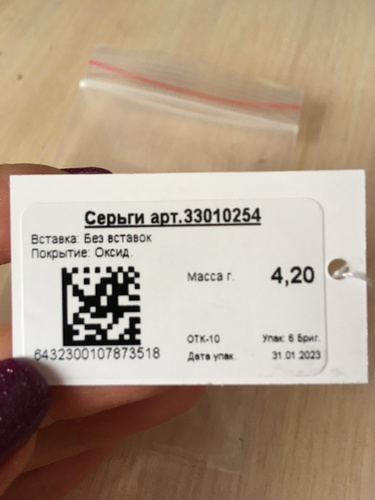 Серьги арт.33010254
Вставка: Без вставок
Покрытие: Оксид.
Масса г. 4,20
6432300107873518
ОТК-10 Упак: 6 Бриг.
Дата упак. 31.01.2023